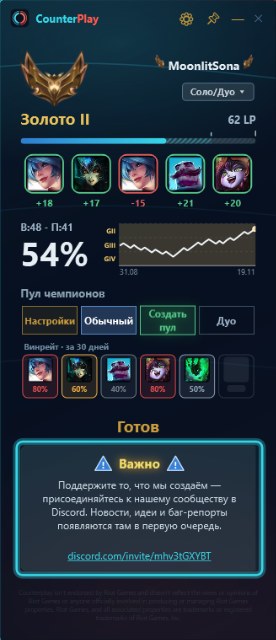 CounterPlay
MoonlitSona
Соло/Дуо
Золото II
62 LP
+18 +17 -15 +21 +20
В:48 - П:41
54%
GII
GIII
GIV
31.08 19.11
Пул чемпионов
Настройки Обычный Создать пул Дуо
Винрейт - за 30 дней
80% 60% 40% 80% 50%
Готов
Важно
Поддержите то, что мы создаём —
присоединяйтесь к нашему сообществу в
Discord. Новости, идеи и баг-репорты
появляются там в первую очередь.
discord.com/invite/mhv3tGXYBT